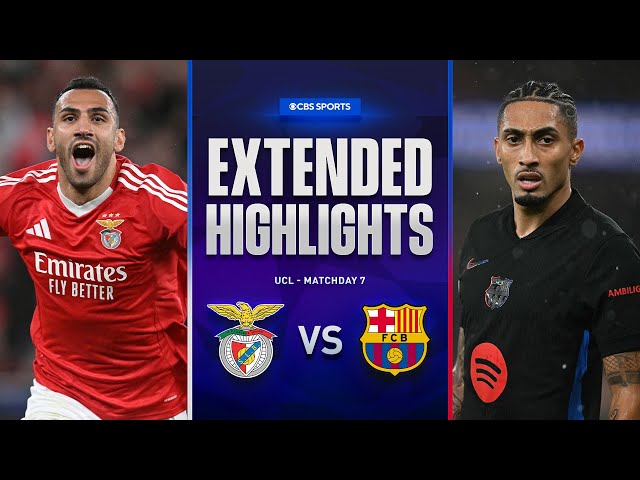 CBS SPORTS
EXTENDED
HIGHLIGHTS
UCL - MATCHDAY 7
VS
FCB
Emirates
FLY BETTER